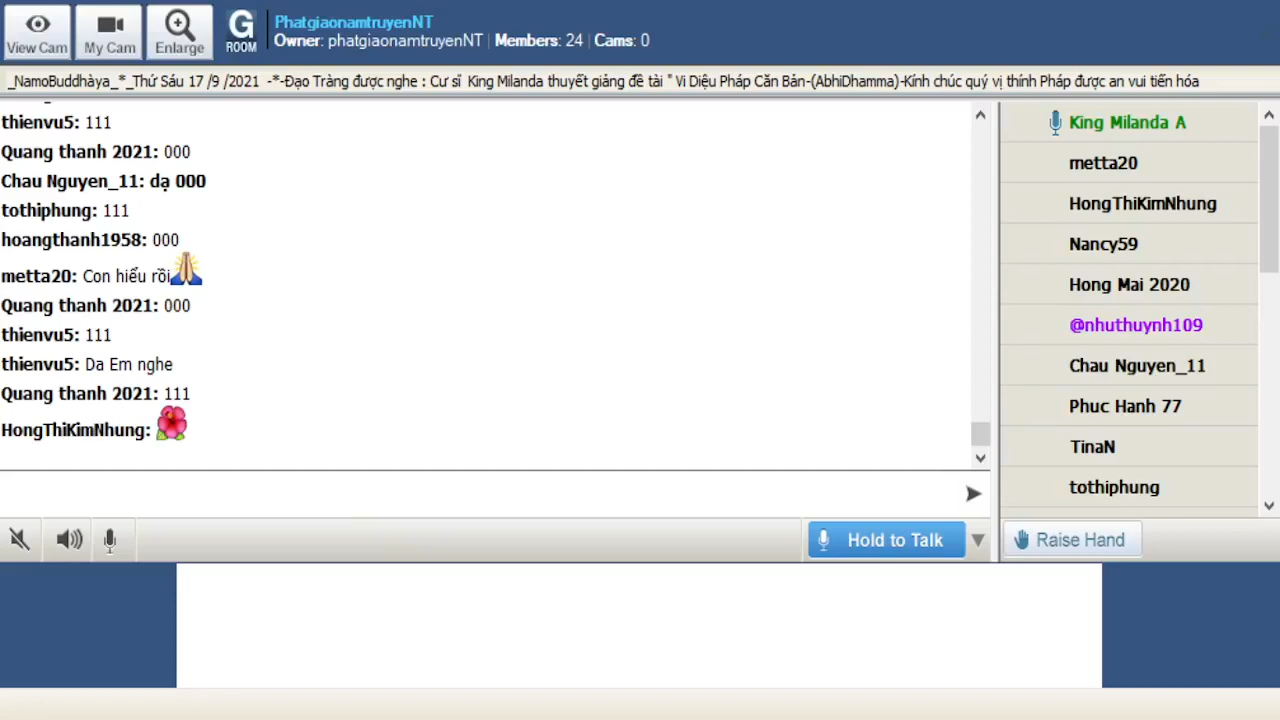 View Cam
My Cam
Enlarge
G
ROOM
PhatgiaonamtruyenNT
Owner: phatgiaonamtruyenNT | Members: 24 | Cams: 0
_NamoBuddhàya_*_Thứ Sáu 17 /9 /2021 -*-Đạo Tràng được nghe : Cư sĩ King Milanda thuyết giảng đề tài " Vi Diệu Pháp Căn Bản-(AbhiDhamma)-Kính chúc quý vị thính Pháp được an vui tiến hóa
thienvu5: 111
Quang thanh 2021: 000
Chau Nguyen_11: dạ 000
tothiphung: 111
hoangthanh1958: 000
metta20: Con hiểu rồi
Quang thanh 2021: 000
thienvu5: 111
thienvu5: Da Em nghe
Quang thanh 2021: 111
HongThiKimNhung:
King Milanda A
metta20
HongThiKimNhung
Nancy59
Hong Mai 2020
@nhuthuynh109
Chau Nguyen_11
Phuc Hanh 77
TinaN
tothiphung
Hold to Talk
Raise Hand